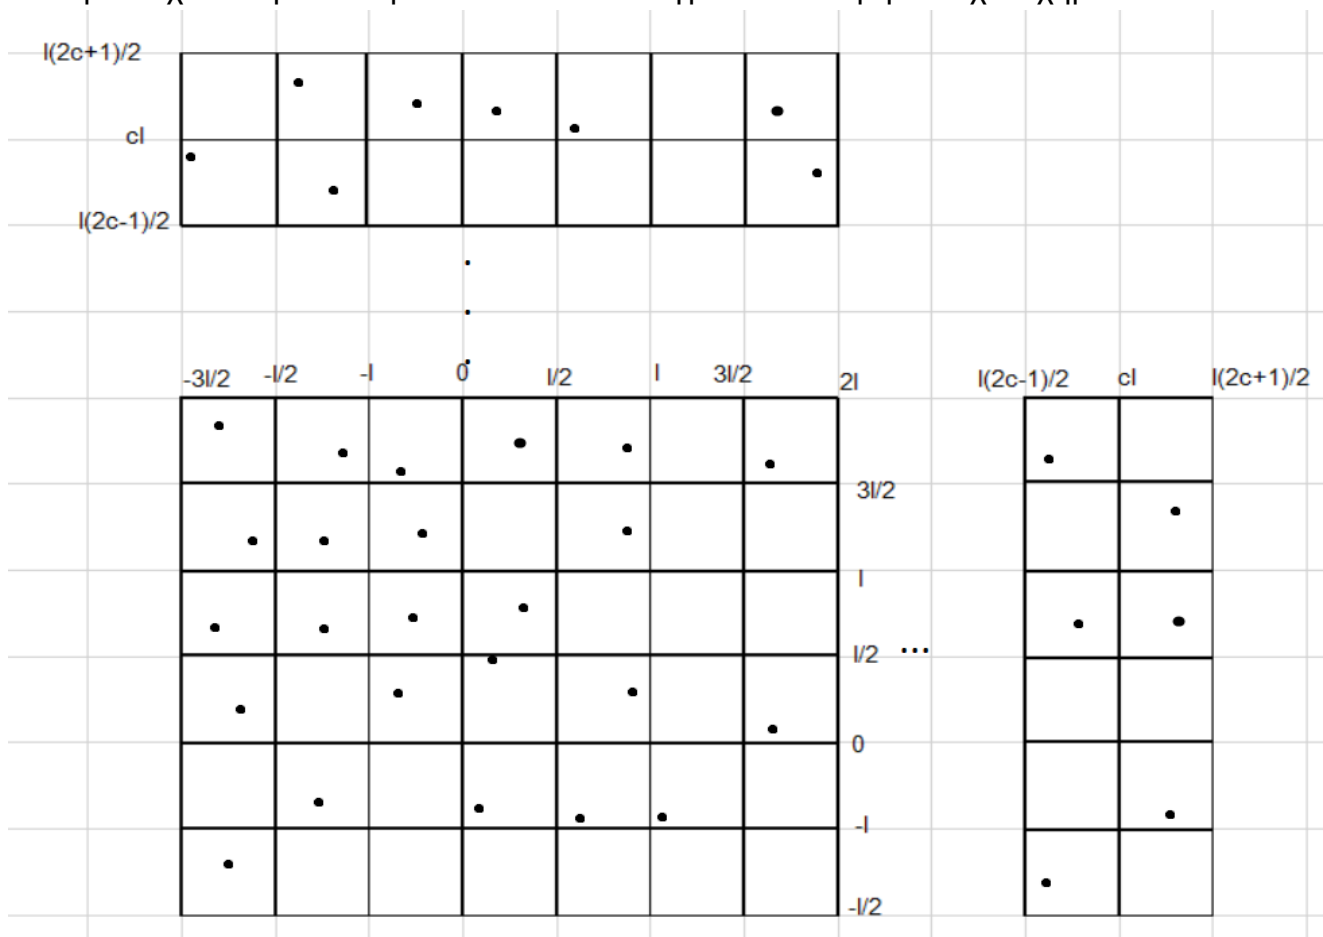 l(2c+1)/2
cl
l(2c-1)/2
-3l/2 -l/2 -l 0 l/2 l 3l/2 2l l(2c-1)/2 cl l(2c+1)/2
3l/2
l
l/2 ...
0
-l
-l/2